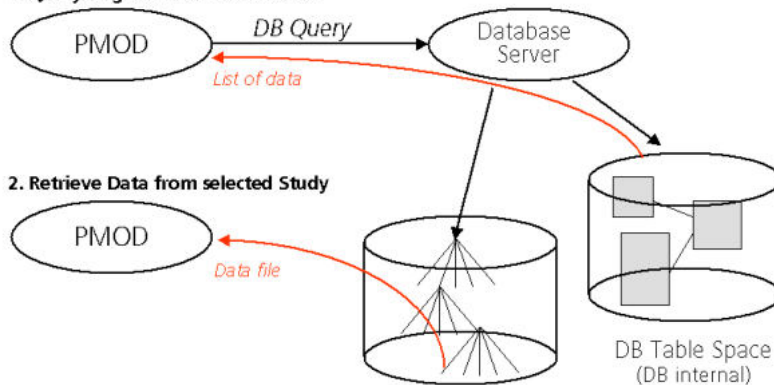 PMOD
DB Query
Database
Server
List of data
2. Retrieve Data from selected Study
PMOD
Data file
DB Table Space
(DB internal)